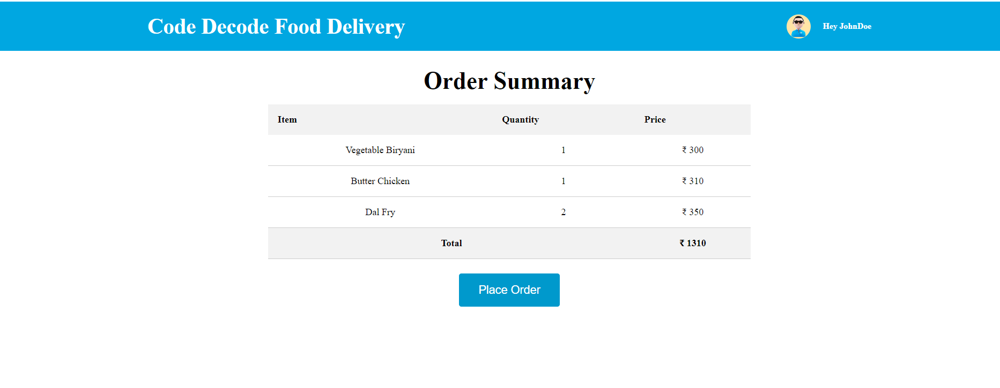 Code Decode Food Delivery
Hey JohnDoe
Order Summary
Item Quantity Price
Vegetable Biryani 1 ₹ 300
Butter Chicken 1 ₹ 310
Dal Fry 2 ₹ 350
Total ₹ 1310
Place Order